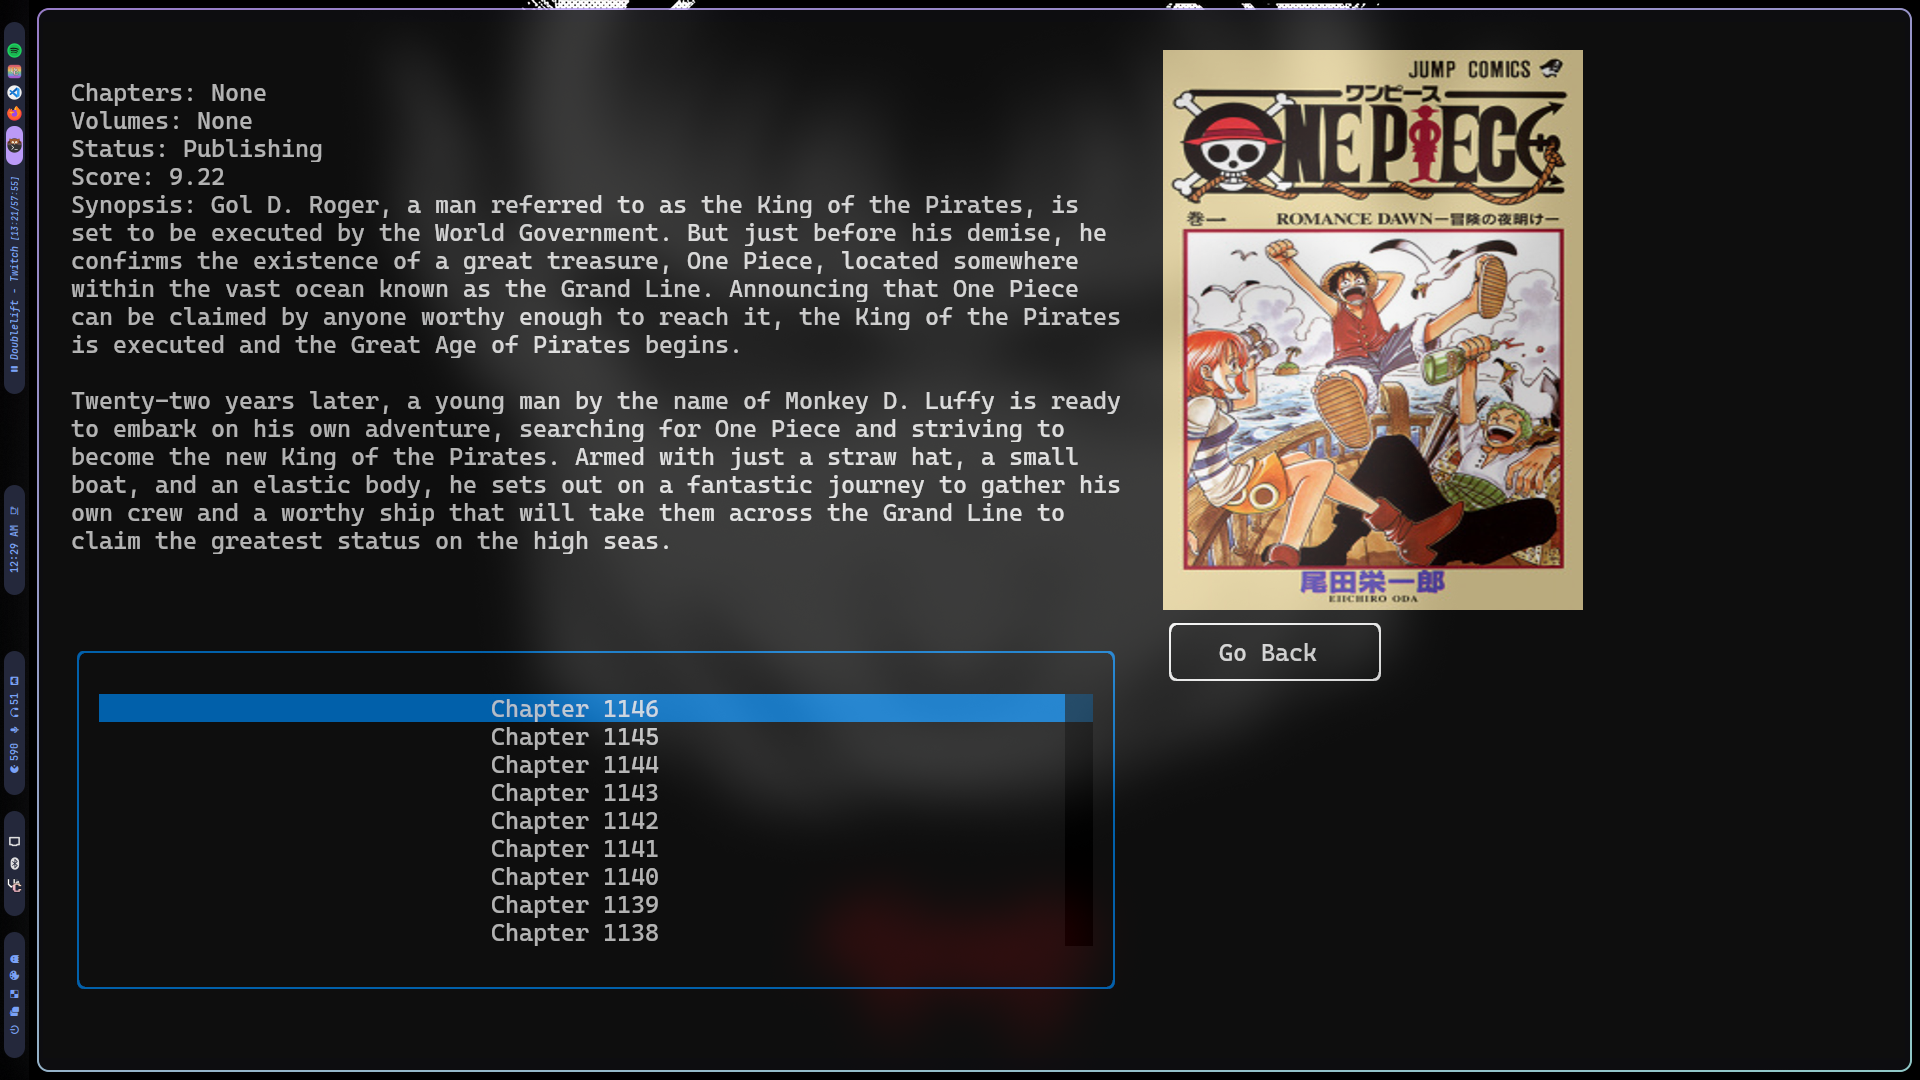 Chapters: None
Volumes: None
Status: Publishing
Score: 9.22
Synopsis: Gol D. Roger, a man referred to as the King of the Pirates, is
set to be executed by the World Government. But just before his demise, he
confirms the existence of a great treasure, One Piece, located somewhere
within the vast ocean known as the Grand Line. Announcing that One Piece
can be claimed by anyone worthy enough to reach it, the King of the Pirates
is executed and the Great Age of Pirates begins.
Twenty-two years later, a young man by the name of Monkey D. Luffy is ready
to embark on his own adventure, searching for One Piece and striving to
become the new King of the Pirates. Armed with just a straw hat, a small
boat, and an elastic body, he sets out on a fantastic journey to gather his
own crew and a worthy ship that will take them across the Grand Line to
claim the greatest status on the high seas.
JUMP COMICS
ワンピース
ONE PIECE
巻一 ROMANCE DAWN—冒険の夜明け—
尾田栄一郎
EIICHIRO ODA
Go Back
Chapter 1146
Chapter 1145
Chapter 1144
Chapter 1143
Chapter 1142
Chapter 1141
Chapter 1140
Chapter 1139
Chapter 1138
Doublelift - Twitch [13:21/57:55]
12:29 AM
51
590